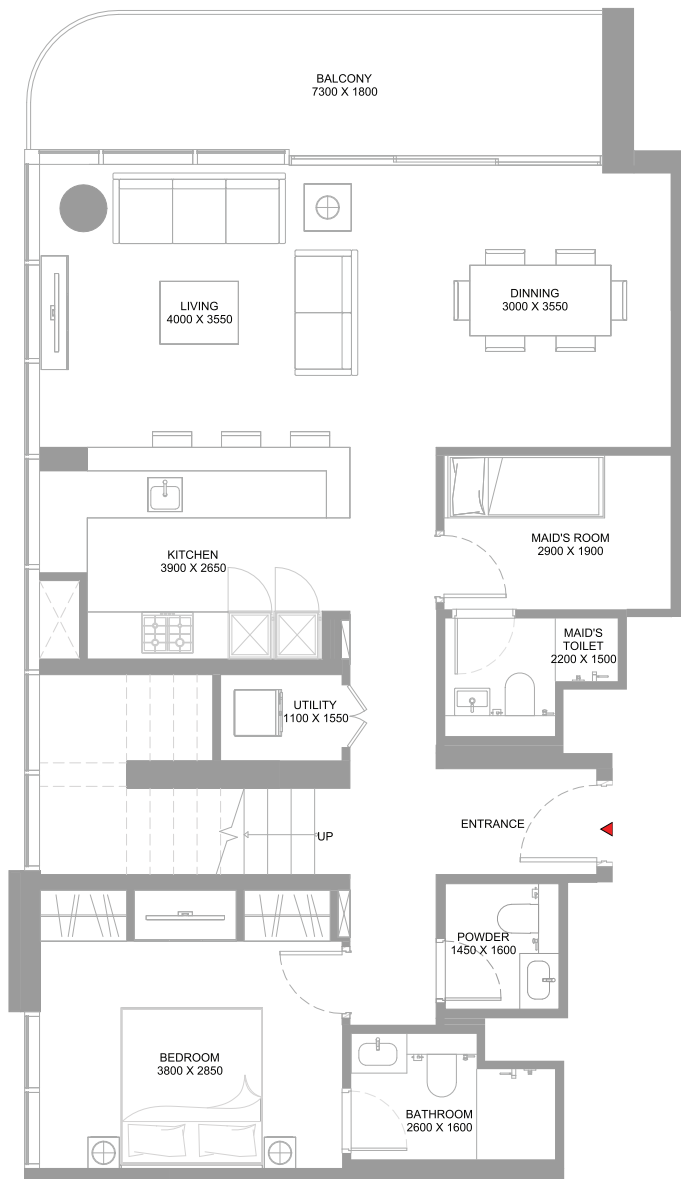 BALCONY
7300 X 1800
LIVING
4000 X 3550
DINNING
3000 X 3550
KITCHEN
3900 X 2650
MAID'S ROOM
2900 X 1900
MAID'S
TOILET
2200 X 1500
UTILITY
1100 X 1550
ENTRANCE
UP
POWDER
1450 X 1600
BEDROOM
3800 X 2850
BATHROOM
2600 X 1600